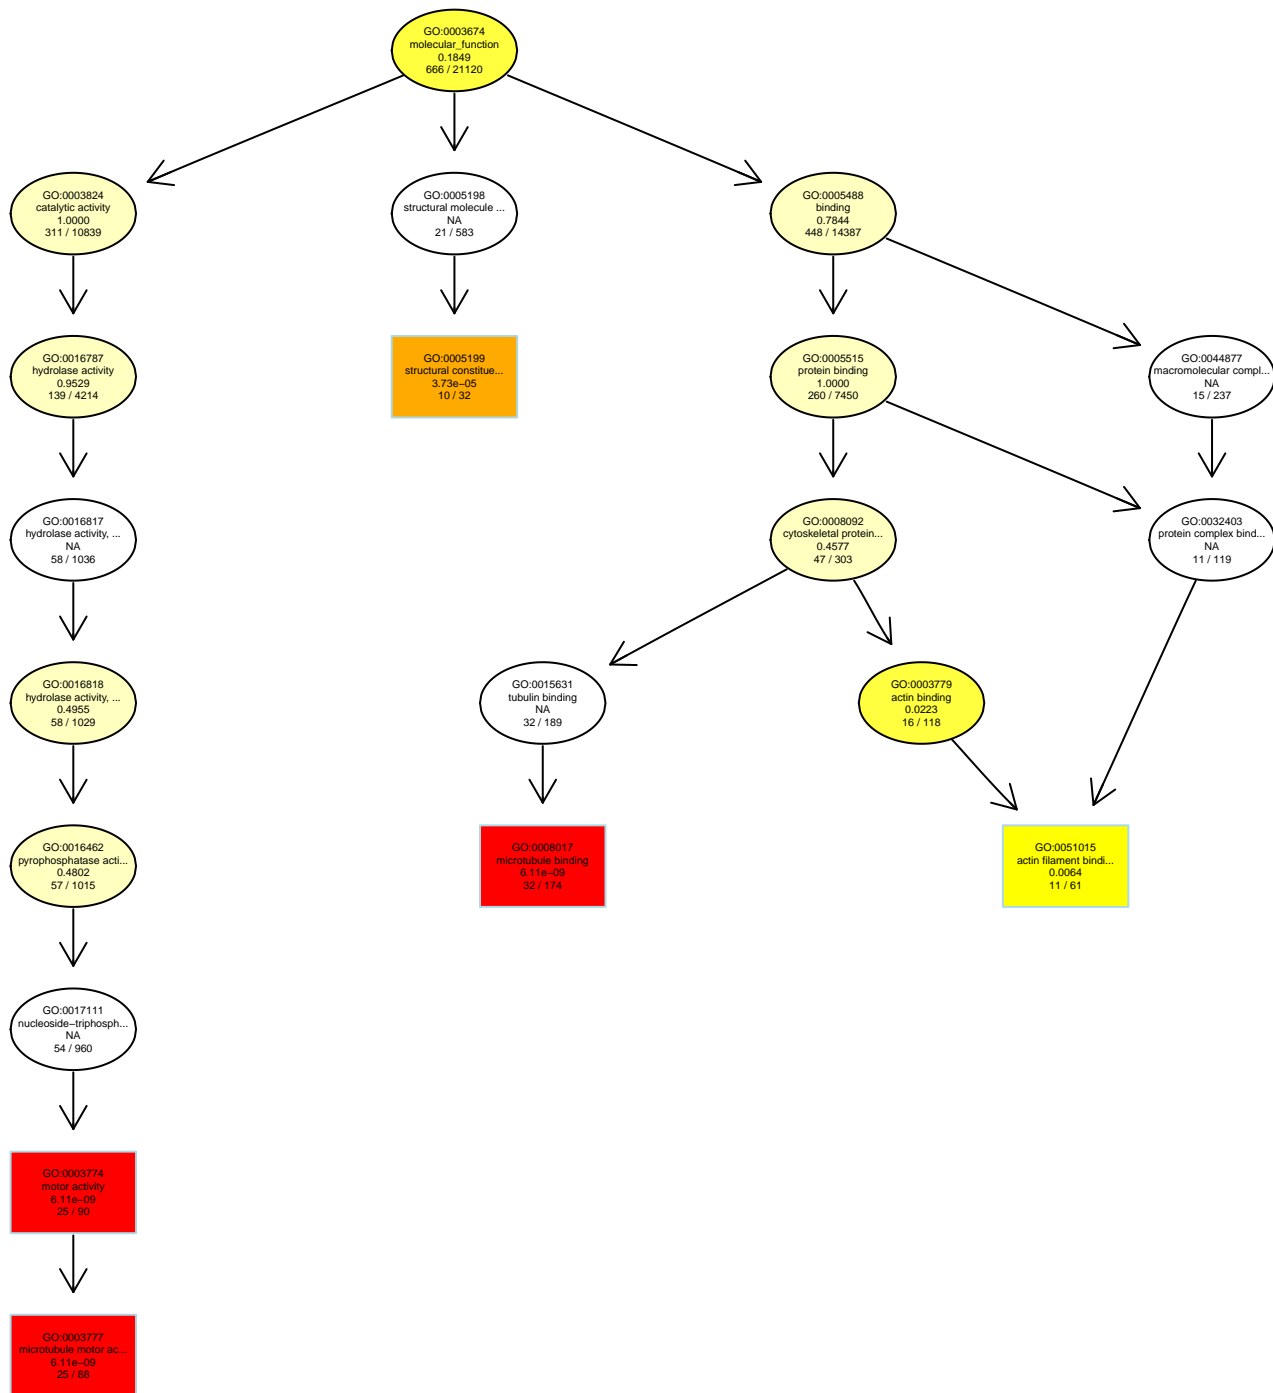 GO:0003674
molecular_function
0.1849
666 / 21120
GO:0003824
catalytic activity
1.0000
311 / 10839
GO:0005198
structural molecule ...
NA
21 / 583
GO:0005488
binding
0.7844
448 / 14387
GO:0016787
hydrolase activity
0.9529
139 / 4214
GO:0005199
structural constitue...
3.73e−05
10 / 32
GO:0005515
protein binding
1.0000
260 / 7450
GO:0044877
macromolecular compl...
NA
15 / 237
GO:0016817
hydrolase activity, ...
NA
58 / 1036
GO:0008092
cytoskeletal protein...
0.4577
47 / 303
GO:0032403
protein complex bind...
NA
11 / 119
GO:0016818
hydrolase activity, ...
0.4955
58 / 1029
GO:0015631
tubulin binding
NA
32 / 189
GO:0003779
actin binding
0.0223
16 / 118
GO:0016462
pyrophosphatase acti...
0.4802
57 / 1015
GO:0008017
microtubule binding
6.11e−09
32 / 174
GO:0051015
actin filament bindi...
0.0064
11 / 61
GO:0017111
nucleoside−triphosph...
NA
54 / 960
GO:0003774
motor activity
6.11e−09
25 / 90
GO:0003777
microtubule motor ac...
6.11e−09
25 / 88